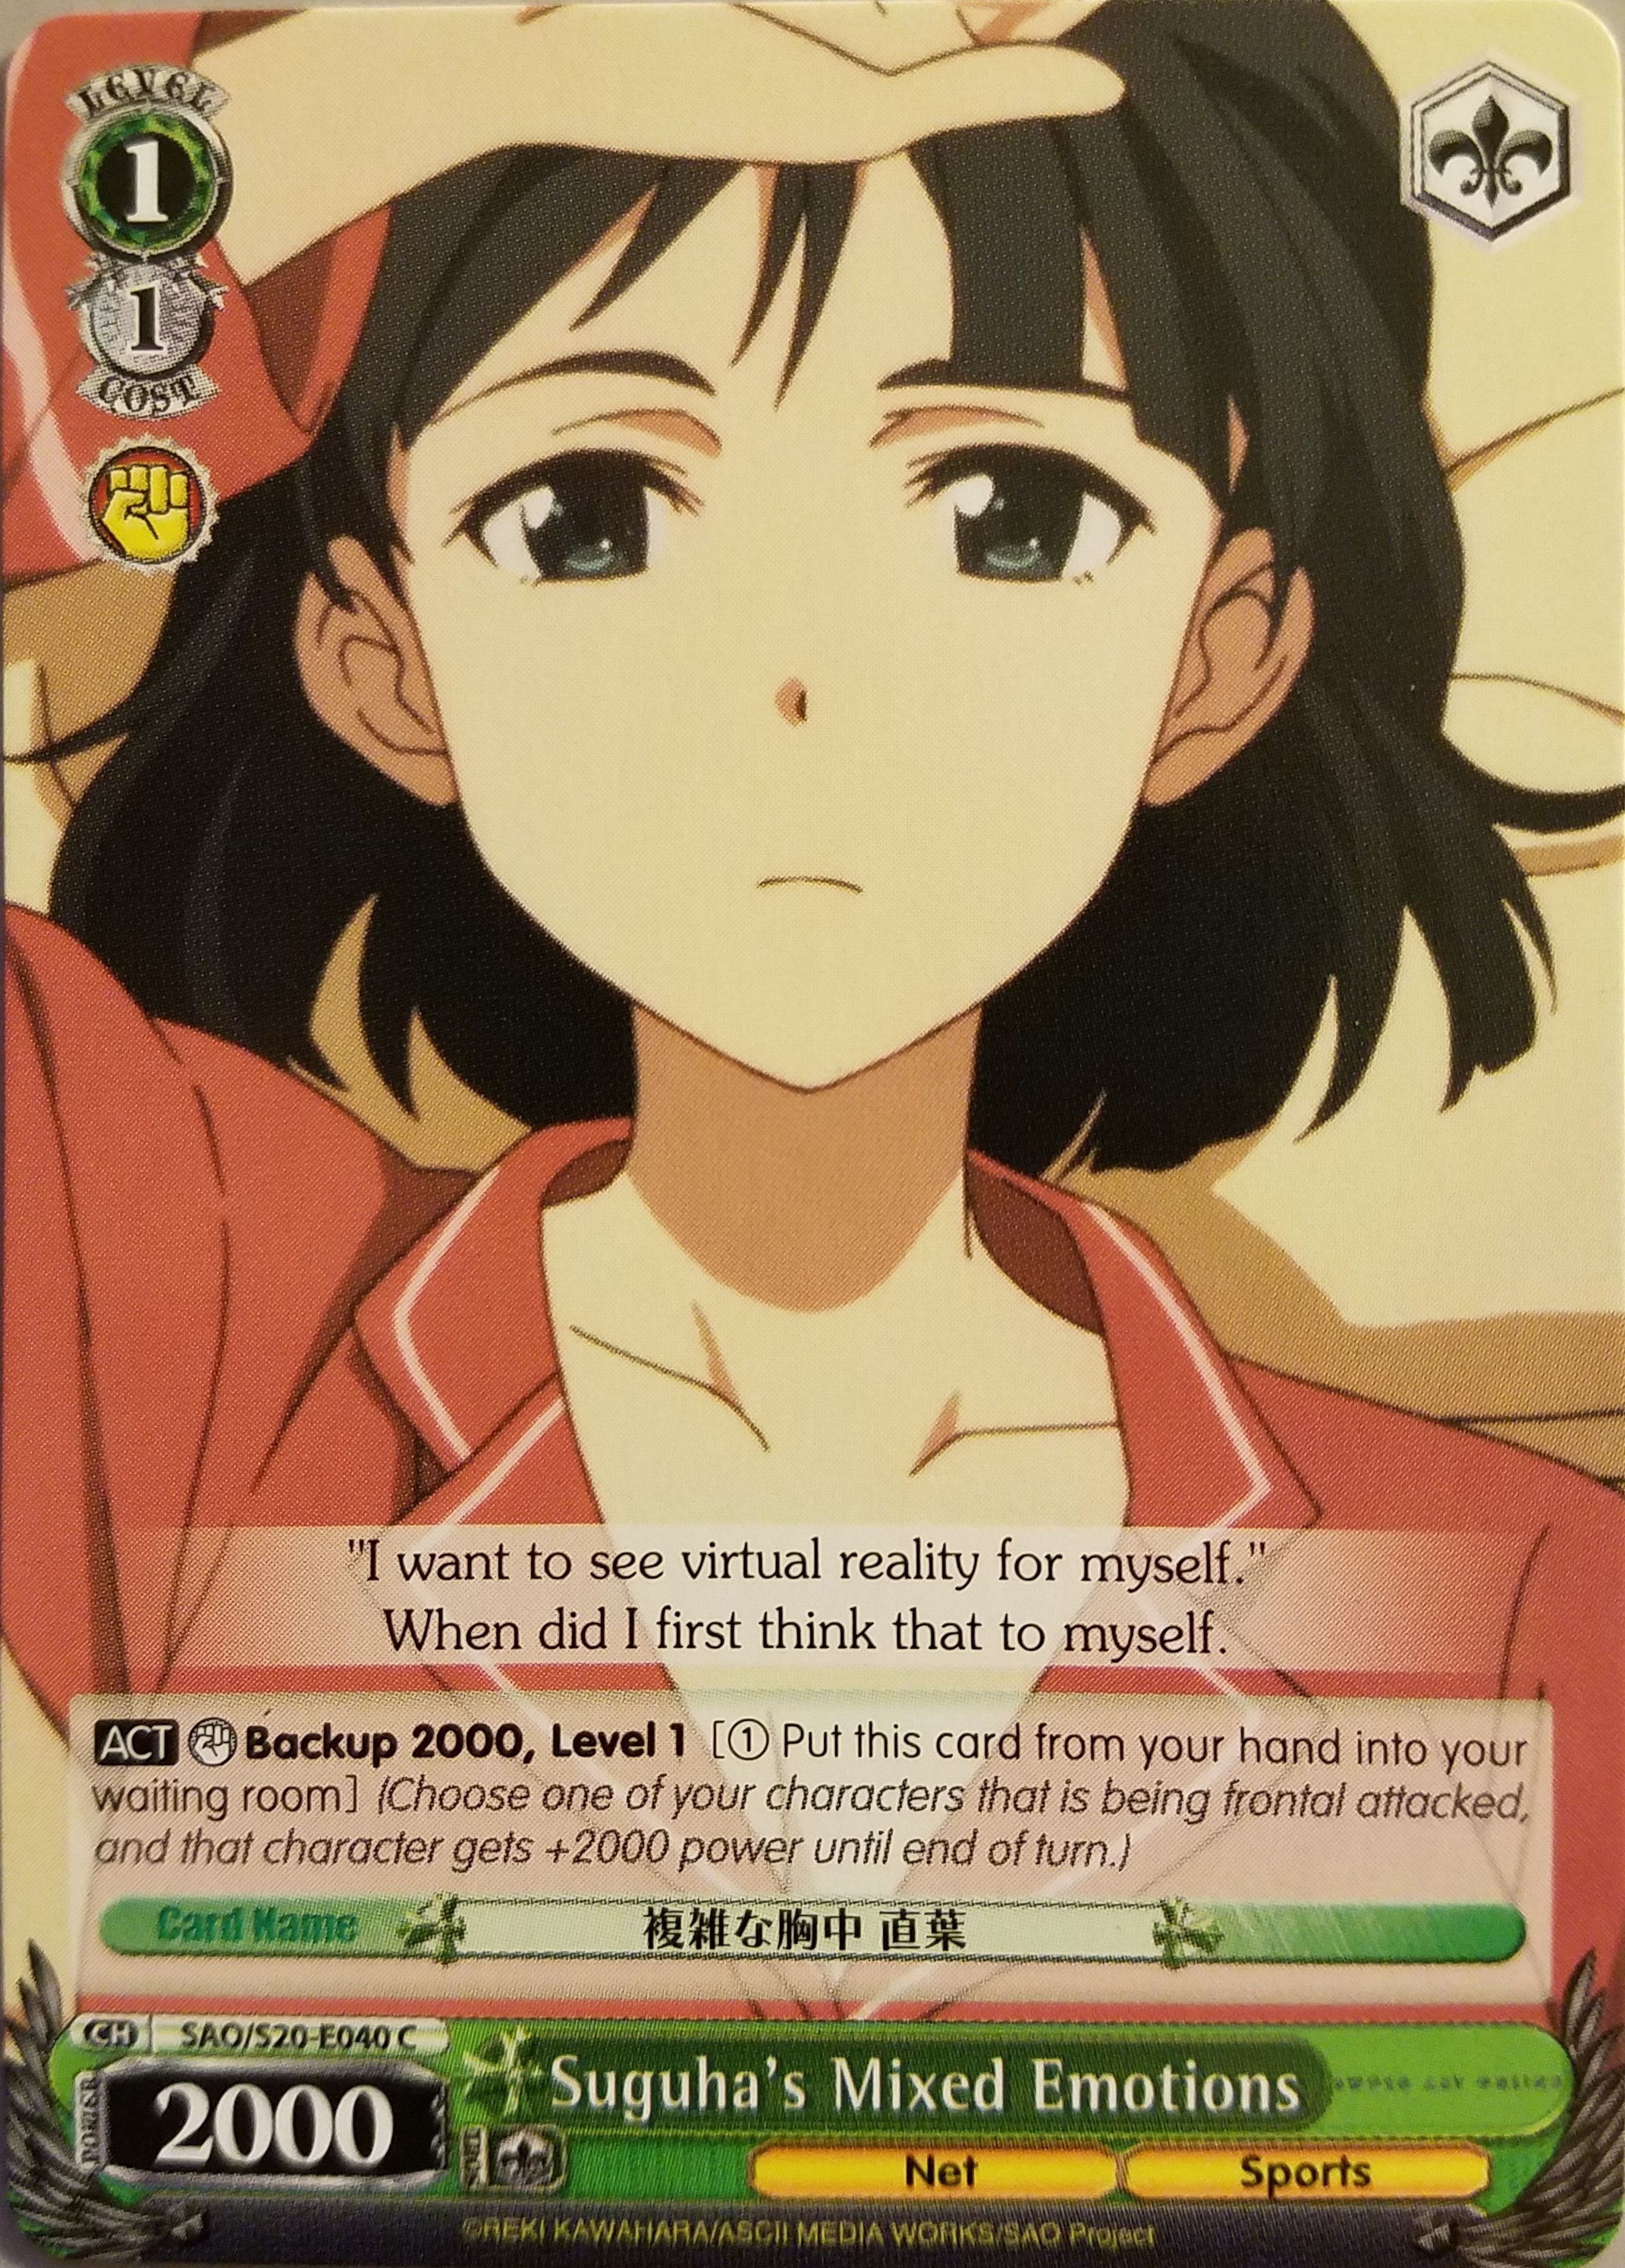 LEVEL
1
1
COST
"I want to see virtual reality for myself."
When did I first think that to myself.
ACT Backup 2000, Level 1 [① Put this card from your hand into your
waiting room] (Choose one of your characters that is being frontal attacked,
and that character gets +2000 power until end of turn.)
Card Name 複雑な胸中 直葉
CH SAO/S20-E040 C
Suguha's Mixed Emotions
POWER 2000
Net Sports
©REKI KAWAHARA/ASCII MEDIA WORKS/SAO Project